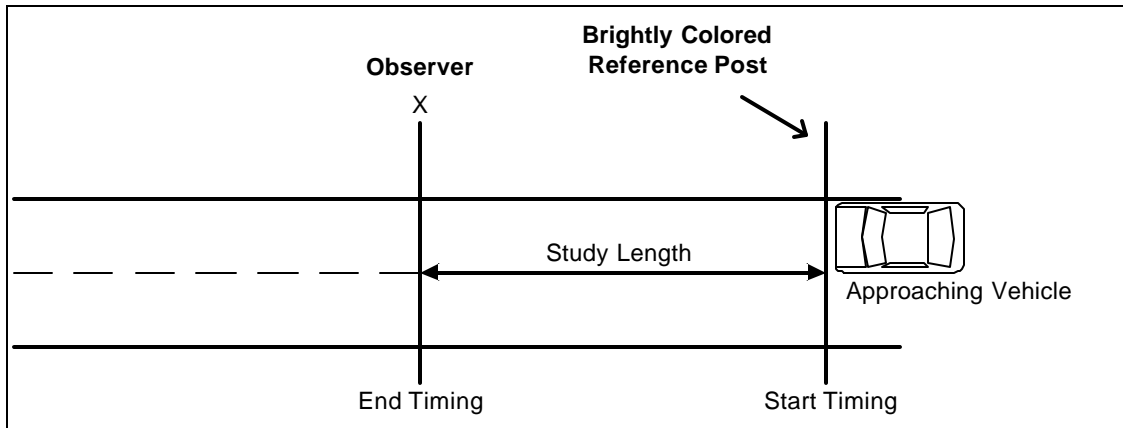 Brightly Colored
Reference Post
Observer
X
Study Length
Approaching Vehicle
End Timing
Start Timing